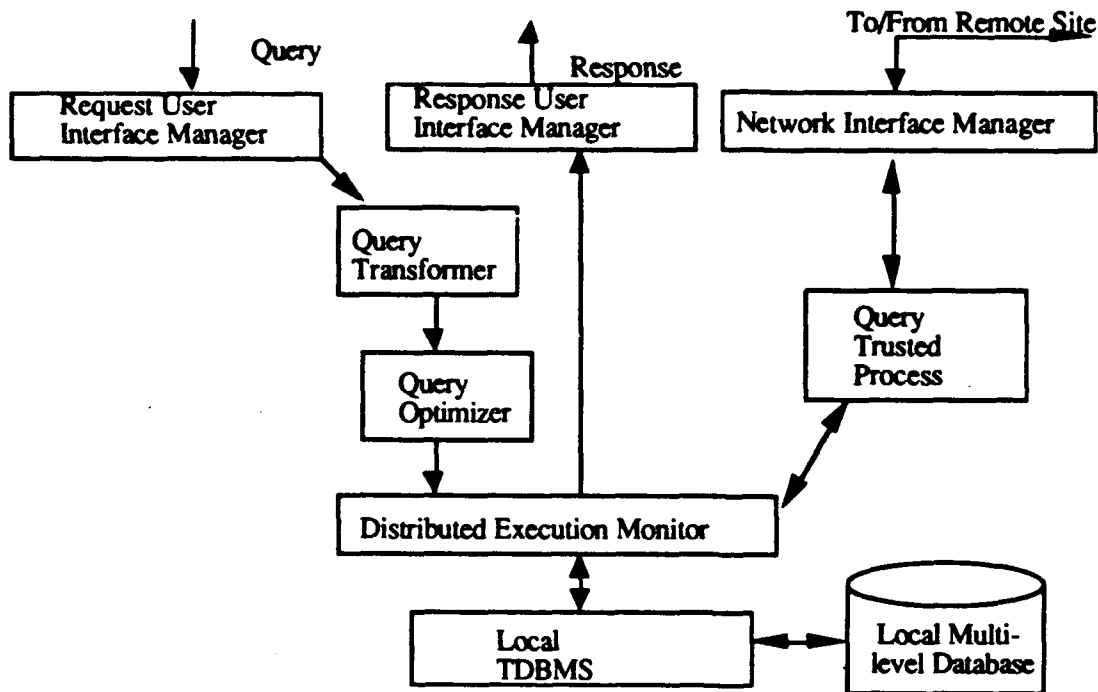 To/From Remote Site
Query
Response
Request User
Interface Manager
Response User
Interface Manager
Network Interface Manager
Query
Transformer
Query
Trusted
Process
Query
Optimizer
Distributed Execution Monitor
Local
TDBMS
Local Multi-
level Database